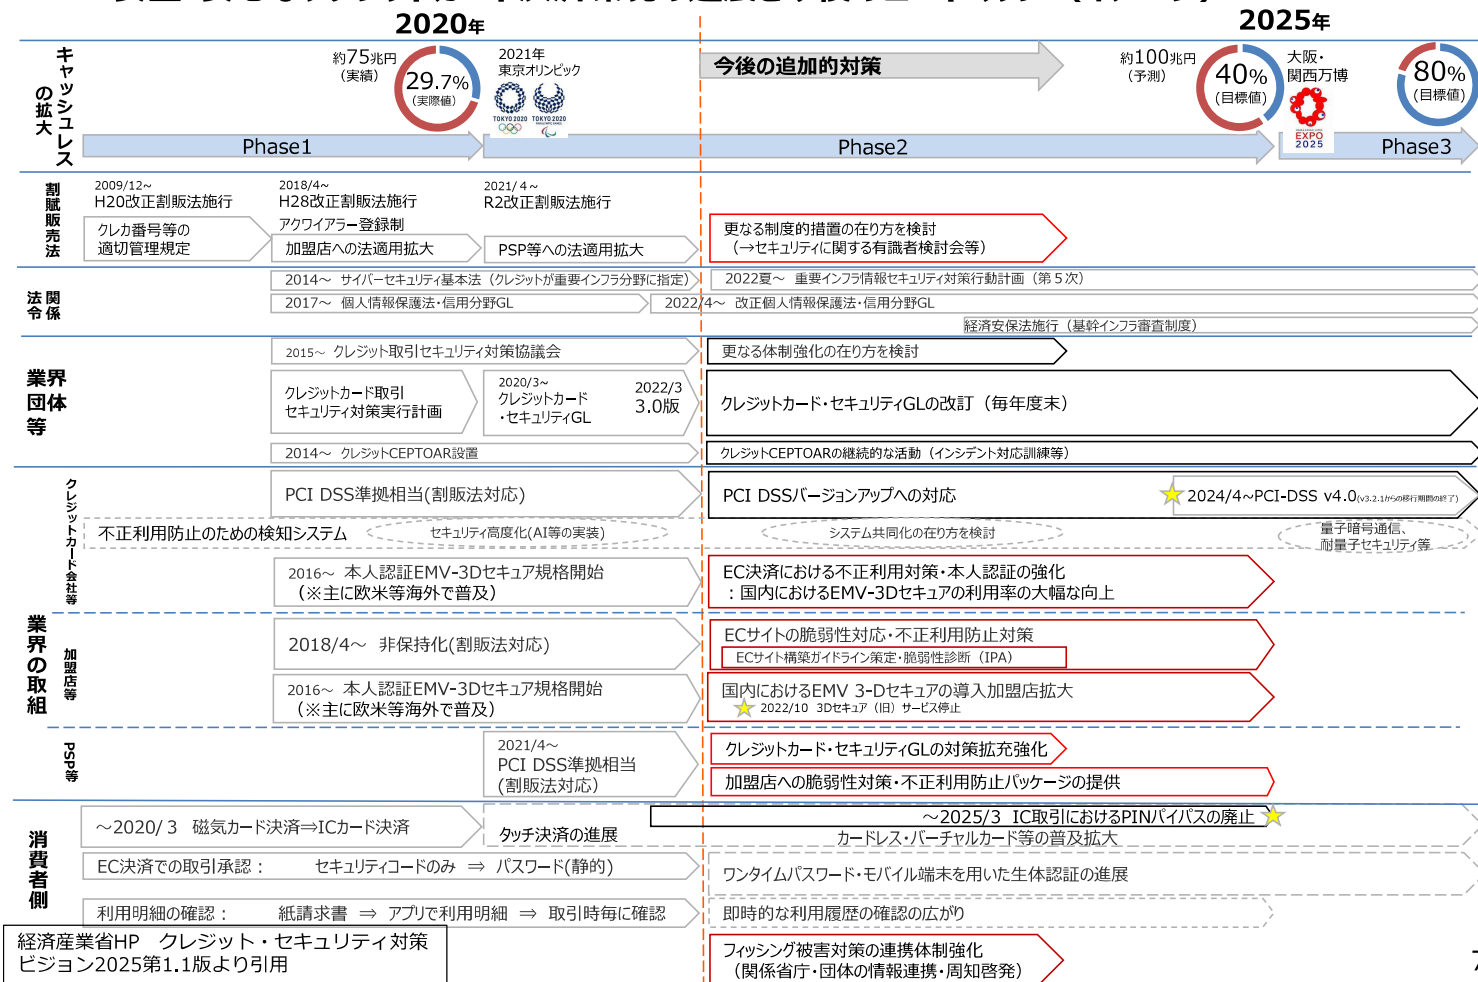 2020年
2025年
キャッシュレス
の拡大
約75兆円
(実績)
29.7%
(実際値)
2021年
東京オリンピック
TOKYO 2020
TOKYO 2020
今後の追加的対策
約100兆円
(予測)
40%
(目標値)
大阪・
関西万博
EXPO
2025
80%
(目標値)
Phase1
Phase2
Phase3
割賦販売法
2009/12~
H20改正割販法施行
2018/4~
H28改正割販法施行
2021/4~
R2改正割販法施行
クレカ番号等の
適切管理規定
アクワイアラー登録制
加盟店への法適用拡大
PSP等への法適用拡大
更なる制度的措置の在り方を検討
(→セキュリティに関する有識者検討会等)
関係
法令
2014~ サイバーセキュリティ基本法(クレジットが重要インフラ分野に指定)
2022夏~ 重要インフラ情報セキュリティ対策行動計画(第5次)
2017~ 個人情報保護法・信用分野GL
2022/4~ 改正個人情報保護法・信用分野GL
経済安保法施行(基幹インフラ審査制度)
業界
団体
等
2015~ クレジット取引セキュリティ対策協議会
更なる体制強化の在り方を検討
クレジットカード取引
セキュリティ対策実行計画
2020/3~
クレジットカード
・セキュリティGL
2022/3
3.0版
クレジットカード・セキュリティGLの改訂(毎年度末)
2014~ クレジットCEPTOAR設置
クレジットCEPTOARの継続的な活動(インシデント対応訓練等)
業界の取組
クレジットカード会社等
PCI DSS準拠相当(割販法対応)
PCI DSSバージョンアップへの対応
2024/4~PCI-DSS v4.0(v3.2.1からの移行期間の終了)
不正利用防止のための検知システム
セキュリティ高度化(AI等の実装)
システム共同化の在り方を検討
量子暗号通信、
耐量子セキュリティ等
2016~ 本人認証EMV-3Dセキュア規格開始
(※主に欧米等海外で普及)
EC決済における不正利用対策・本人認証の強化
:国内におけるEMV-3Dセキュアの利用率の大幅な向上
加盟店等
2018/4~ 非保持化(割販法対応)
ECサイトの脆弱性対応・不正利用防止対策
ECサイト構築ガイドライン策定・脆弱性診断(IPA)
2016~ 本人認証EMV-3Dセキュア規格開始
(※主に欧米等海外で普及)
国内におけるEMV 3-Dセキュアの導入加盟店拡大
2022/10 3Dセキュア(旧)サービス停止
PSP等
2021/4~
PCI DSS準拠相当
(割販法対応)
クレジットカード・セキュリティGLの対策拡充強化
加盟店への脆弱性対策・不正利用防止パッケージの提供
消費者側
~2020/3 磁気カード決済⇒ICカード決済
タッチ決済の進展
~2025/3 IC取引におけるPINバイパスの廃止
カードレス・バーチャルカード等の普及拡大
EC決済での取引承認: セキュリティコードのみ ⇒ パスワード(静的)
ワンタイムパスワード・モバイル端末を用いた生体認証の進展
利用明細の確認: 紙請求書 ⇒ アプリで利用明細 ⇒ 取引時毎に確認
即時的な利用履歴の確認の広がり
フィッシング被害対策の連携体制強化
(関係省庁・団体の情報連携・周知啓発)
経済産業省HP クレジット・セキュリティ対策
ビジョン2025第1.1版より引用